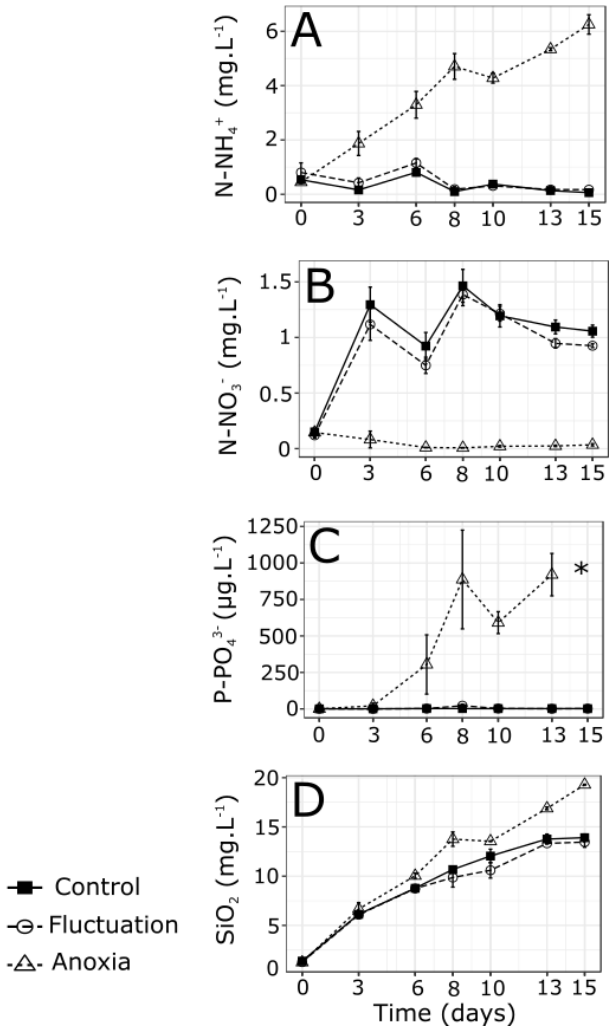 A
N-NH₄⁺ (mg.L⁻¹)
6
4
2
0
0 3 6 8 10 13 15
B
N-NO₃⁻ (mg.L⁻¹)
1.5
1
0.5
0
0 3 6 8 10 13 15
C
P-PO₄³⁻ (µg.L⁻¹)
1250
1000
750
500
250
0
*
0 3 6 8 10 13 15
D
SiO₂ (mg.L⁻¹)
20
15
10
5
0
0 3 6 8 10 13 15
Time (days)
Control
Fluctuation
Anoxia